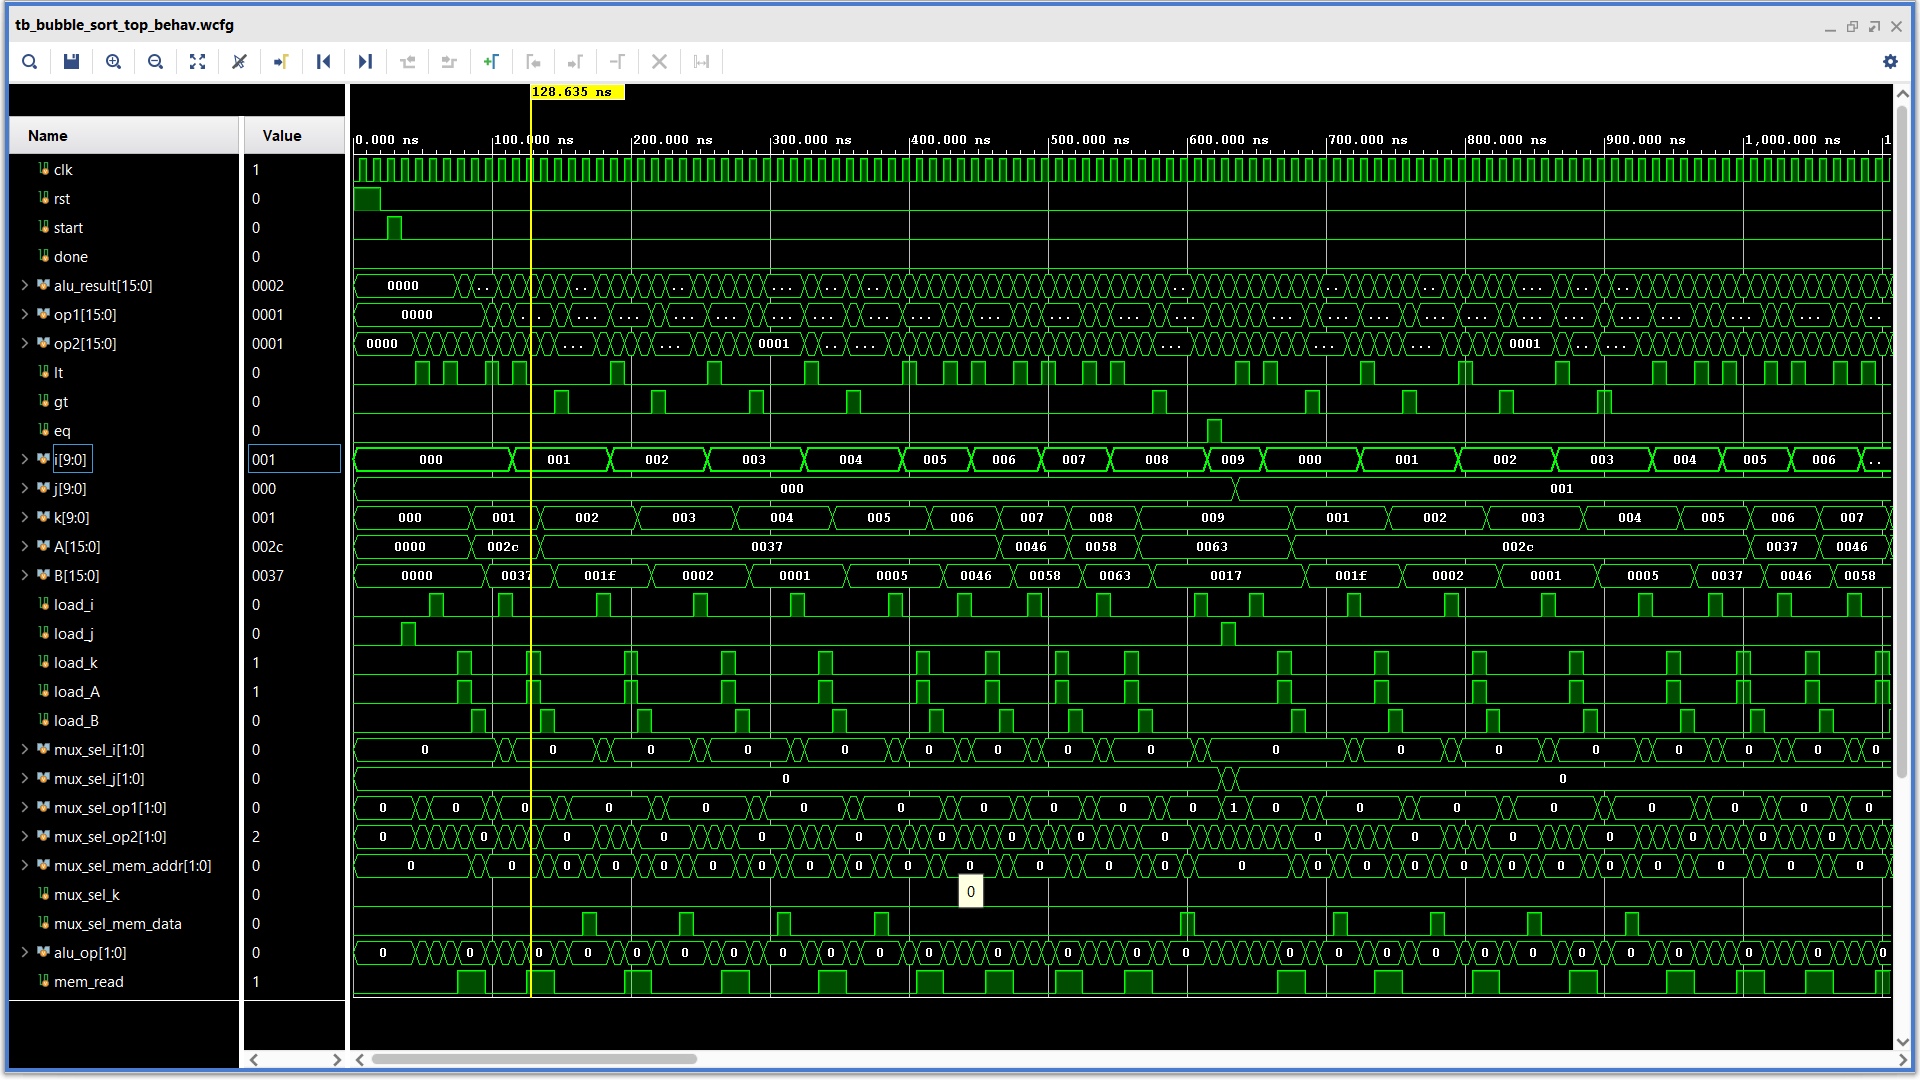 tb_bubble_sort_top_behav.wcfg
128.635 ns
Name Value
0.000 ns 100.000 ns 200.000 ns 300.000 ns 400.000 ns 500.000 ns 600.000 ns 700.000 ns 800.000 ns 900.000 ns 1,000.000 ns 1
clk 1
rst 0
start 0
done 0
alu_result[15:0] 0002 0000 .. .. .. ... .. .. .. .. .. ... .. ..
op1[15:0] 0001 0000 . ... ... ... ... ... ... ... ... ... ... ... ... ... ... ... ... ... ..
op2[15:0] 0001 0000 ... ... 0001 .. ... ... ... ... 0001 .. ...
lt 0
gt 0
eq 0
i[9:0] 001 000 001 002 003 004 005 006 007 008 009 000 001 002 003 004 005 006 ..
j[9:0] 000 000 001
k[9:0] 001 000 001 002 003 004 005 006 007 008 009 001 002 003 004 005 006 007
A[15:0] 002c 0000 002c 0037 0046 0058 0063 002c 0037 0046
B[15:0] 0037 0000 0037 001f 0002 0001 0005 0046 0058 0063 0017 001f 0002 0001 0005 0037 0046 0058
load_i 0
load_j 0
load_k 1
load_A 1
load_B 0
mux_sel_i[1:0] 0 0 0 0 0 0 0 0 0 0 0 0 0 0 0 0 0 0
mux_sel_j[1:0] 0 0 0
mux_sel_op1[1:0] 0 0 0 0 0 0 0 0 0 0 0 0 1 0 0 0 0 0 0 0 0
mux_sel_op2[1:0] 2 0 0 0 0 0 0 0 0 0 0 0 0 0 0 0 0 0
mux_sel_mem_addr[1:0] 0 0 0 0 0 0 0 0 0 0 0 0 0 0 0 0 0 0 0 0 0 0 0
0
mux_sel_k 0
mux_sel_mem_data 0
alu_op[1:0] 0 0 0 0 0 0 0 0 0 0 0 0 0 0 0 0 0 0 0 0 0 0 0 0 0 0
mem_read 1